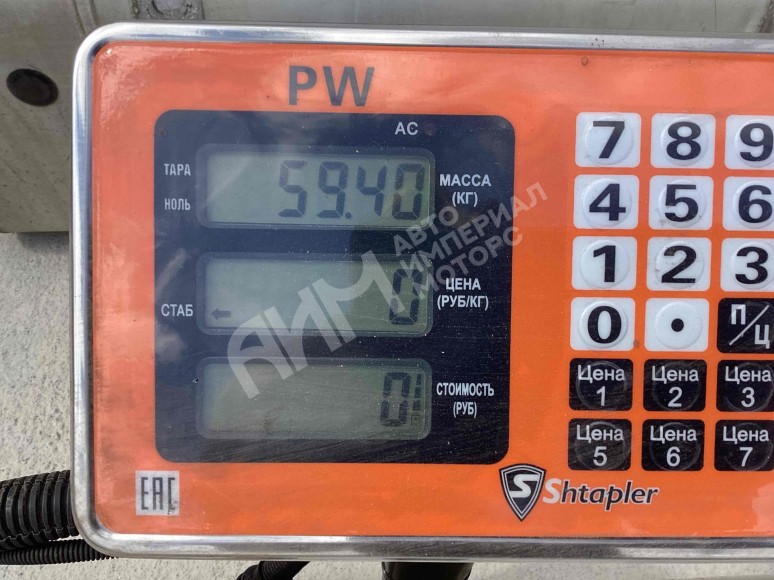 PW
AC
ТАРА
НОЛЬ
59.40
МАССА
(КГ)
СТАБ
←
0
ЦЕНА
(РУБ/КГ)
0
СТОИМОСТЬ
(РУБ)
7 8 9
4 5 6
1 2 3
0 • П/Ц
Цена 1
Цена 2
Цена 3
Цена 5
Цена 6
Цена 7
EAC
S Shtapler
АИМ АВТО
ИМПЕРИАЛ
МОТОРС